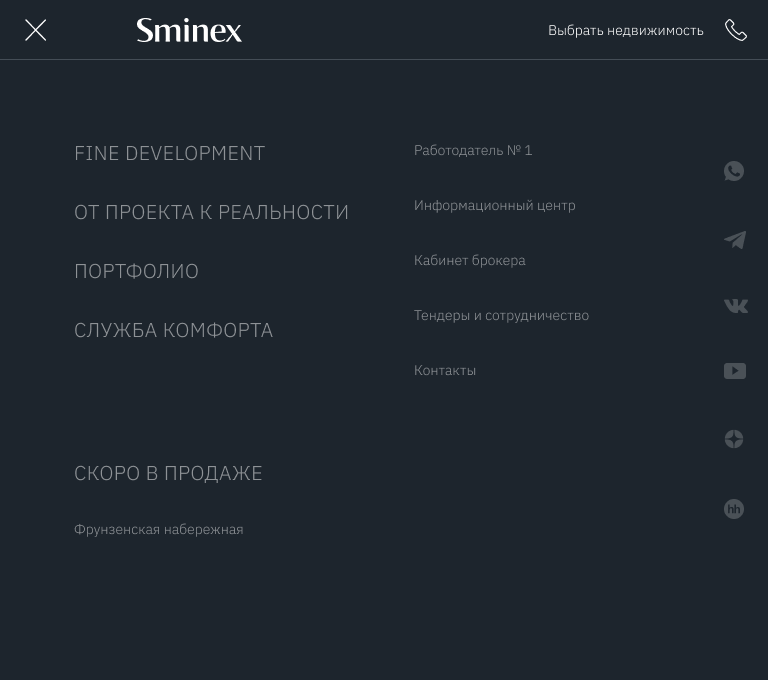 Sminex
Выбрать недвижимость
FINE DEVELOPMENT
ОТ ПРОЕКТА К РЕАЛЬНОСТИ
ПОРТФОЛИО
СЛУЖБА КОМФОРТА
Работодатель № 1
Информационный центр
Кабинет брокера
Тендеры и сотрудничество
Контакты
СКОРО В ПРОДАЖЕ
Фрунзенская набережная
hh